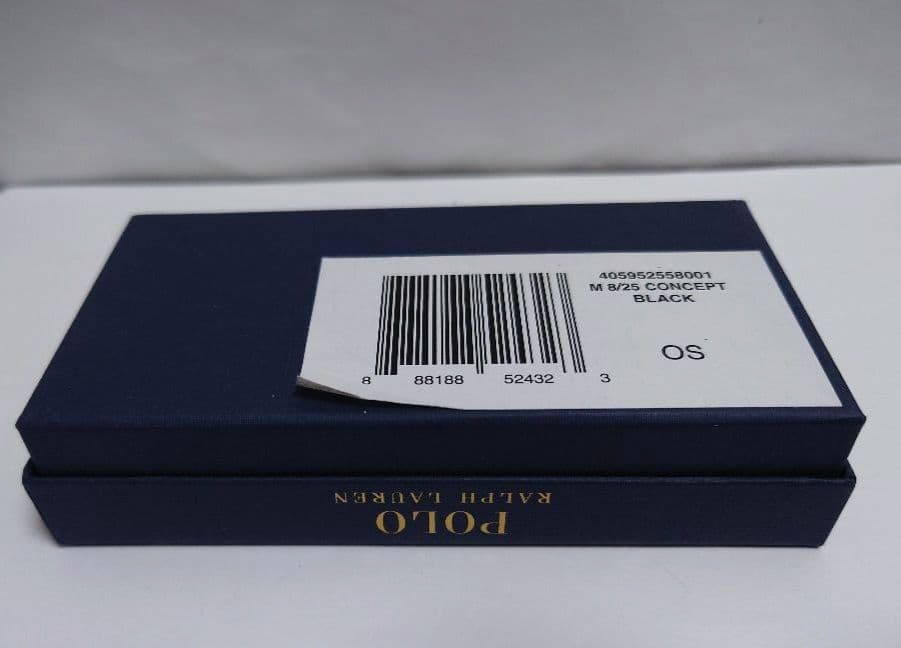 405952558001
M 8/25 CONCEPT
BLACK
OS
8 88188 52432 3
POLO
RALPH LAUREN